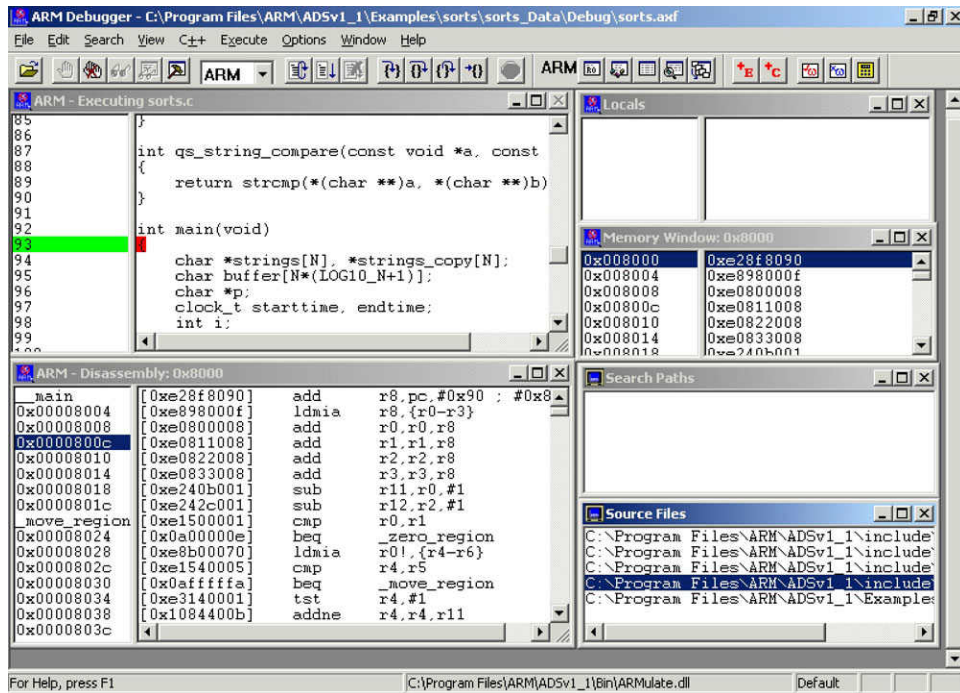 ARM Debugger - C:\Program Files\ARM\ADSv1_1\Examples\sorts\sorts_Data\Debug\sorts.axf
File Edit Search View C++ Execute Options Window Help
ARM
ARM
ARM - Executing sorts.c
85 }
86
87 int qs_string_compare(const void *a, const
88 {
89 return strcmp(*(char **)a, *(char **)b)
90 }
91
92 int main(void)
93 {
94 char *strings[N], *strings_copy[N];
95 char buffer[N*(LOG10_N+1)];
96 char *p;
97 clock_t starttime, endtime;
98 int i;
99
Locals
Memory Window: 0x8000
0x008000 0xe28f8090
0x008004 0xe898000f
0x008008 0xe0800008
0x00800c 0xe0811008
0x008010 0xe0822008
0x008014 0xe0833008
0x008018 0xe240b001
ARM - Disassembly: 0x8000
__main [0xe28f8090] add r8,pc,#0x90 ; #0x8
0x00008004 [0xe898000f] ldmia r8,{r0-r3}
0x00008008 [0xe0800008] add r0,r0,r8
0x0000800c [0xe0811008] add r1,r1,r8
0x00008010 [0xe0822008] add r2,r2,r8
0x00008014 [0xe0833008] add r3,r3,r8
0x00008018 [0xe240b001] sub r11,r0,#1
0x0000801c [0xe242c001] sub r12,r2,#1
_move_region [0xe1500001] cmp r0,r1
0x00008024 [0x0a00000e] beq _zero_region
0x00008028 [0xe8b00070] ldmia r0!,{r4-r6}
0x0000802c [0xe1540005] cmp r4,r5
0x00008030 [0x0afffffa] beq _move_region
0x00008034 [0xe3140001] tst r4,#1
0x00008038 [0x1084400b] addne r4,r4,r11
0x0000803c
Search Paths
Source Files
C:\Program Files\ARM\ADSv1_1\include
C:\Program Files\ARM\ADSv1_1\include
C:\Program Files\ARM\ADSv1_1\include
C:\Program Files\ARM\ADSv1_1\include
C:\Program Files\ARM\ADSv1_1\Example
For Help, press F1
C:\Program Files\ARM\ADSv1_1\Bin\ARMulate.dll
Default